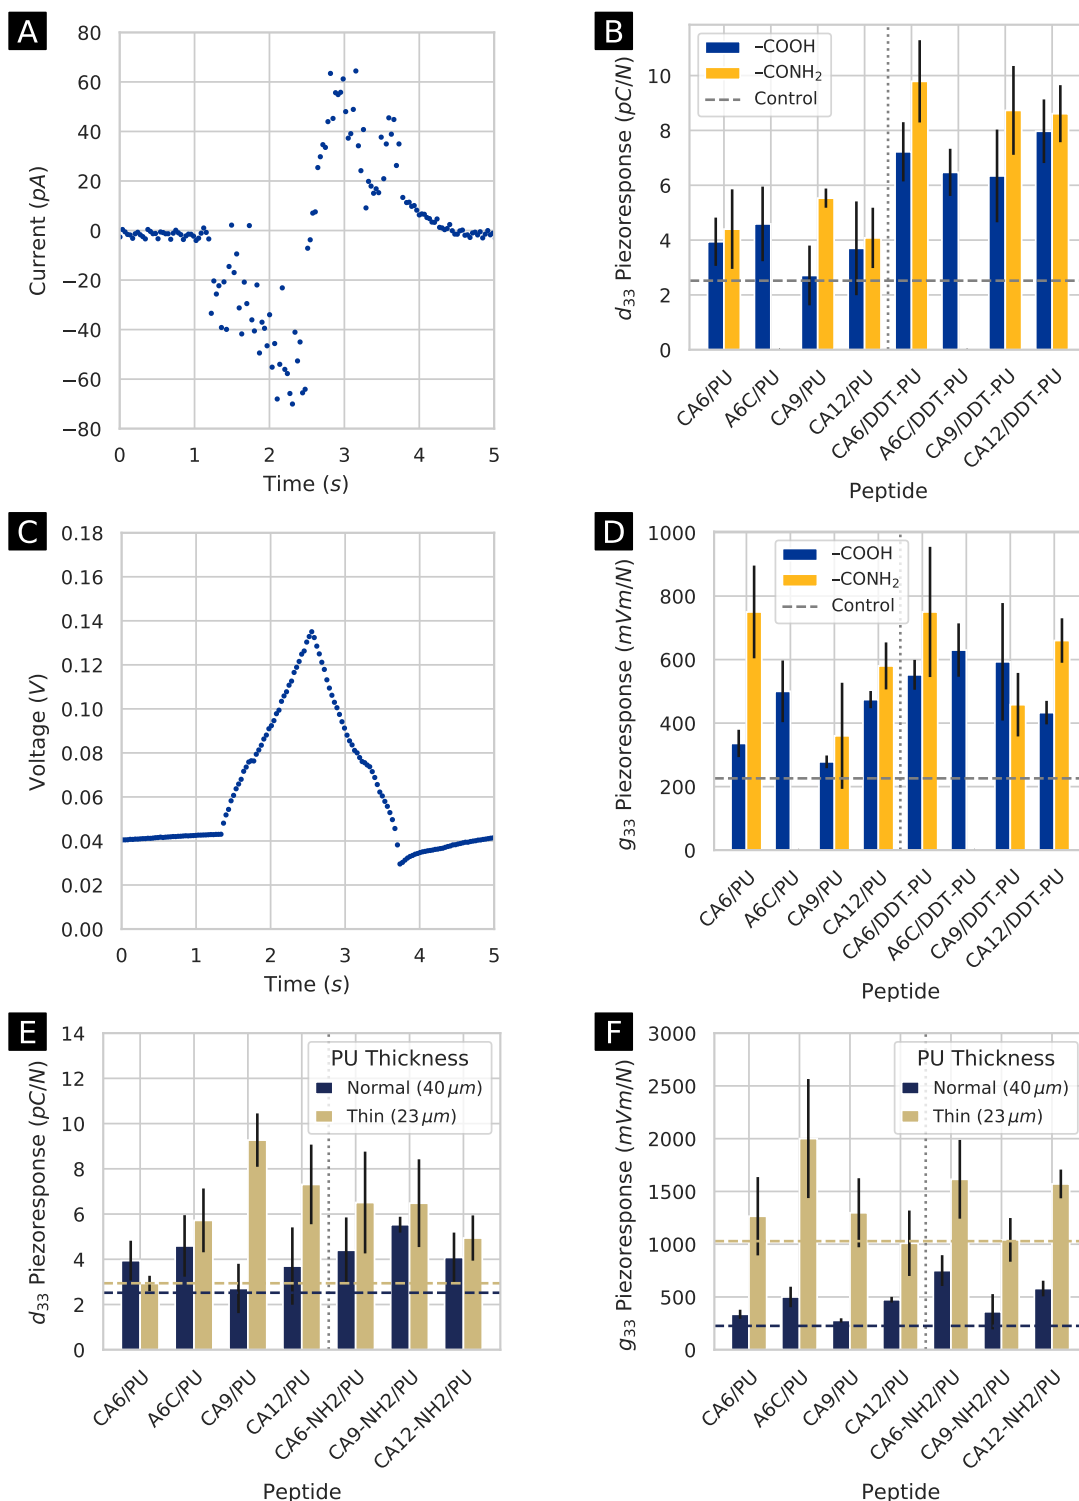 A
80
60
40
20
0
−20
−40
−60
−80
Current (pA)
0 1 2 3 4 5
Time (s)
B
–COOH
–CONH₂
Control
10
8
6
4
2
0
d₃₃ Piezoresponse (pC/N)
CA6/PU
A6C/PU
CA9/PU
CA12/PU
CA6/DDT-PU
A6C/DDT-PU
CA9/DDT-PU
CA12/DDT-PU
Peptide
C
0.18
0.16
0.14
0.12
0.10
0.08
0.06
0.04
0.02
0.00
Voltage (V)
0 1 2 3 4 5
Time (s)
D
–COOH
–CONH₂
Control
1000
800
600
400
200
0
g₃₃ Piezoresponse (mVm/N)
CA6/PU
A6C/PU
CA9/PU
CA12/PU
CA6/DDT-PU
A6C/DDT-PU
CA9/DDT-PU
CA12/DDT-PU
Peptide
E
PU Thickness
Normal (40 μm)
Thin (23 μm)
14
12
10
8
6
4
2
0
d₃₃ Piezoresponse (pC/N)
CA6/PU
A6C/PU
CA9/PU
CA12/PU
CA6-NH2/PU
CA9-NH2/PU
CA12-NH2/PU
Peptide
F
PU Thickness
Normal (40 μm)
Thin (23 μm)
3000
2500
2000
1500
1000
500
0
g₃₃ Piezoresponse (mVm/N)
CA6/PU
A6C/PU
CA9/PU
CA12/PU
CA6-NH2/PU
CA9-NH2/PU
CA12-NH2/PU
Peptide